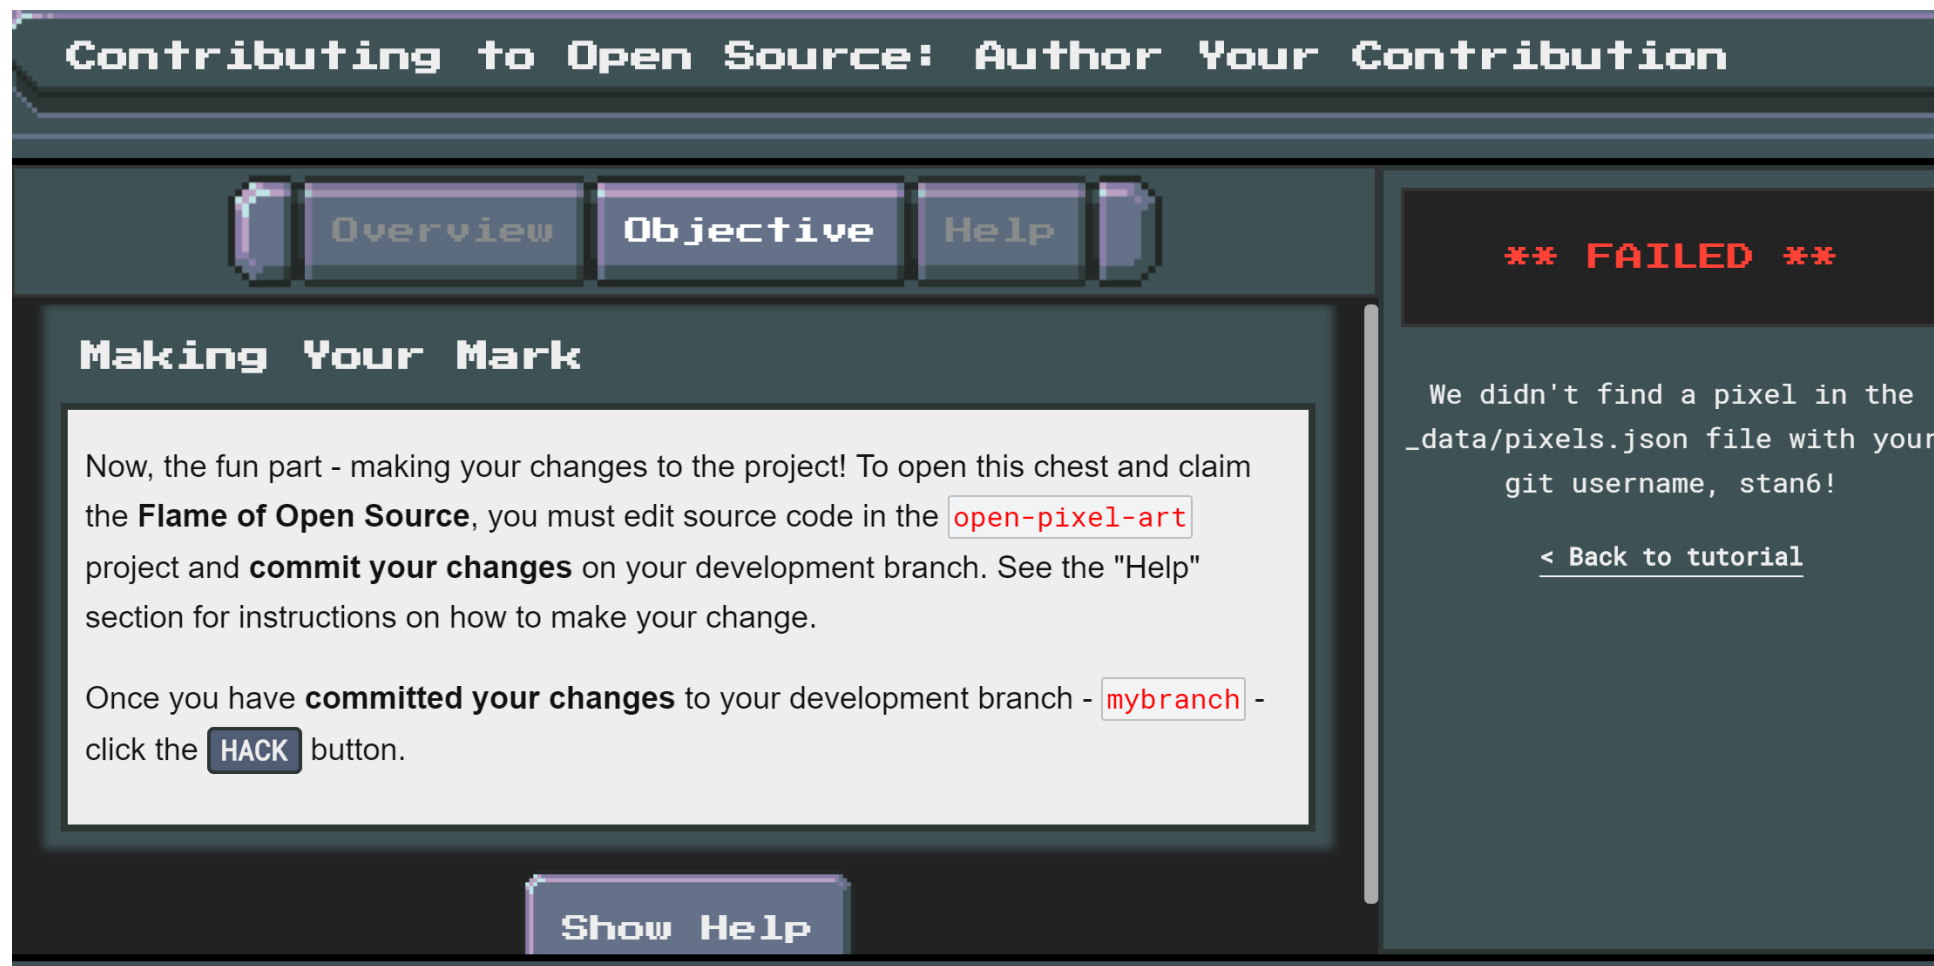 Contributing to Open Source: Author Your Contribution
Overview
Objective
Help
Making Your Mark
Now, the fun part - making your changes to the project! To open this chest and claim
the Flame of Open Source, you must edit source code in the open-pixel-art
project and commit your changes on your development branch. See the "Help"
section for instructions on how to make your change.
Once you have committed your changes to your development branch - mybranch -
click the HACK button.
Show Help
** FAILED **
We didn't find a pixel in the
_data/pixels.json file with your
git username, stan6!
< Back to tutorial